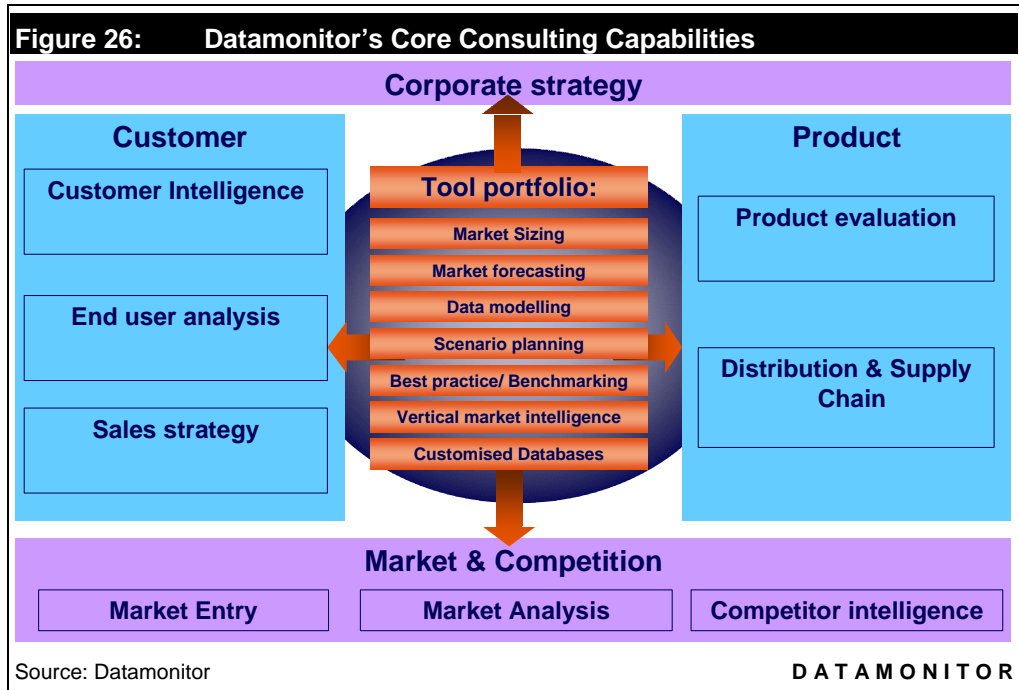 Figure 26: Datamonitor's Core Consulting Capabilities
Corporate strategy
Customer
Customer Intelligence
End user analysis
Sales strategy
Tool portfolio:
Market Sizing
Market forecasting
Data modelling
Scenario planning
Best practice/ Benchmarking
Vertical market intelligence
Customised Databases
Product
Product evaluation
Distribution & Supply
Chain
Market & Competition
Market Entry
Market Analysis
Competitor intelligence
Source: Datamonitor
DATAMONITOR